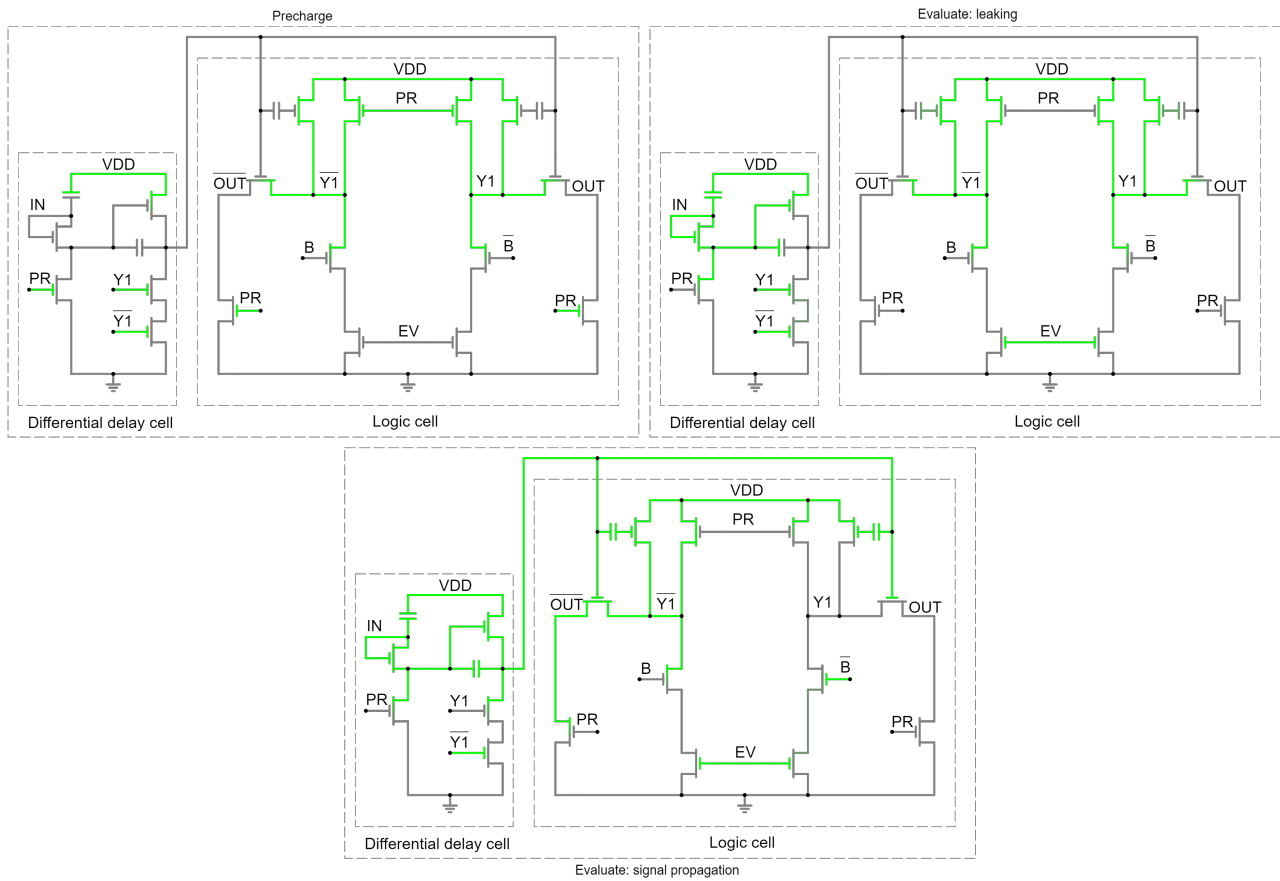 Precharge
VDD
PR
VDD
IN
OUT
Y1
Y1
OUT
B
B
PR
Y1
Y1
PR
PR
EV
Differential delay cell
Logic cell
Evaluate: leaking
VDD
PR
VDD
IN
OUT
Y1
Y1
OUT
B
B
PR
Y1
Y1
PR
PR
EV
Differential delay cell
Logic cell
VDD
PR
VDD
IN
OUT
Y1
Y1
OUT
B
B
PR
Y1
Y1
PR
PR
EV
Differential delay cell
Logic cell
Evaluate: signal propagation